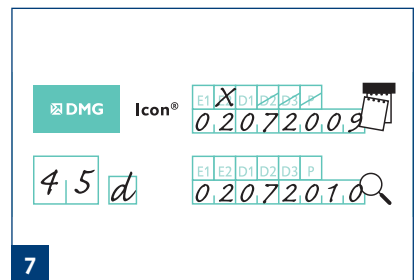 DMG
Icon®
E1 X D1 D2 D3 P
02072009
45 d
E1 E2 D1 D2 D3 P
02072010
7